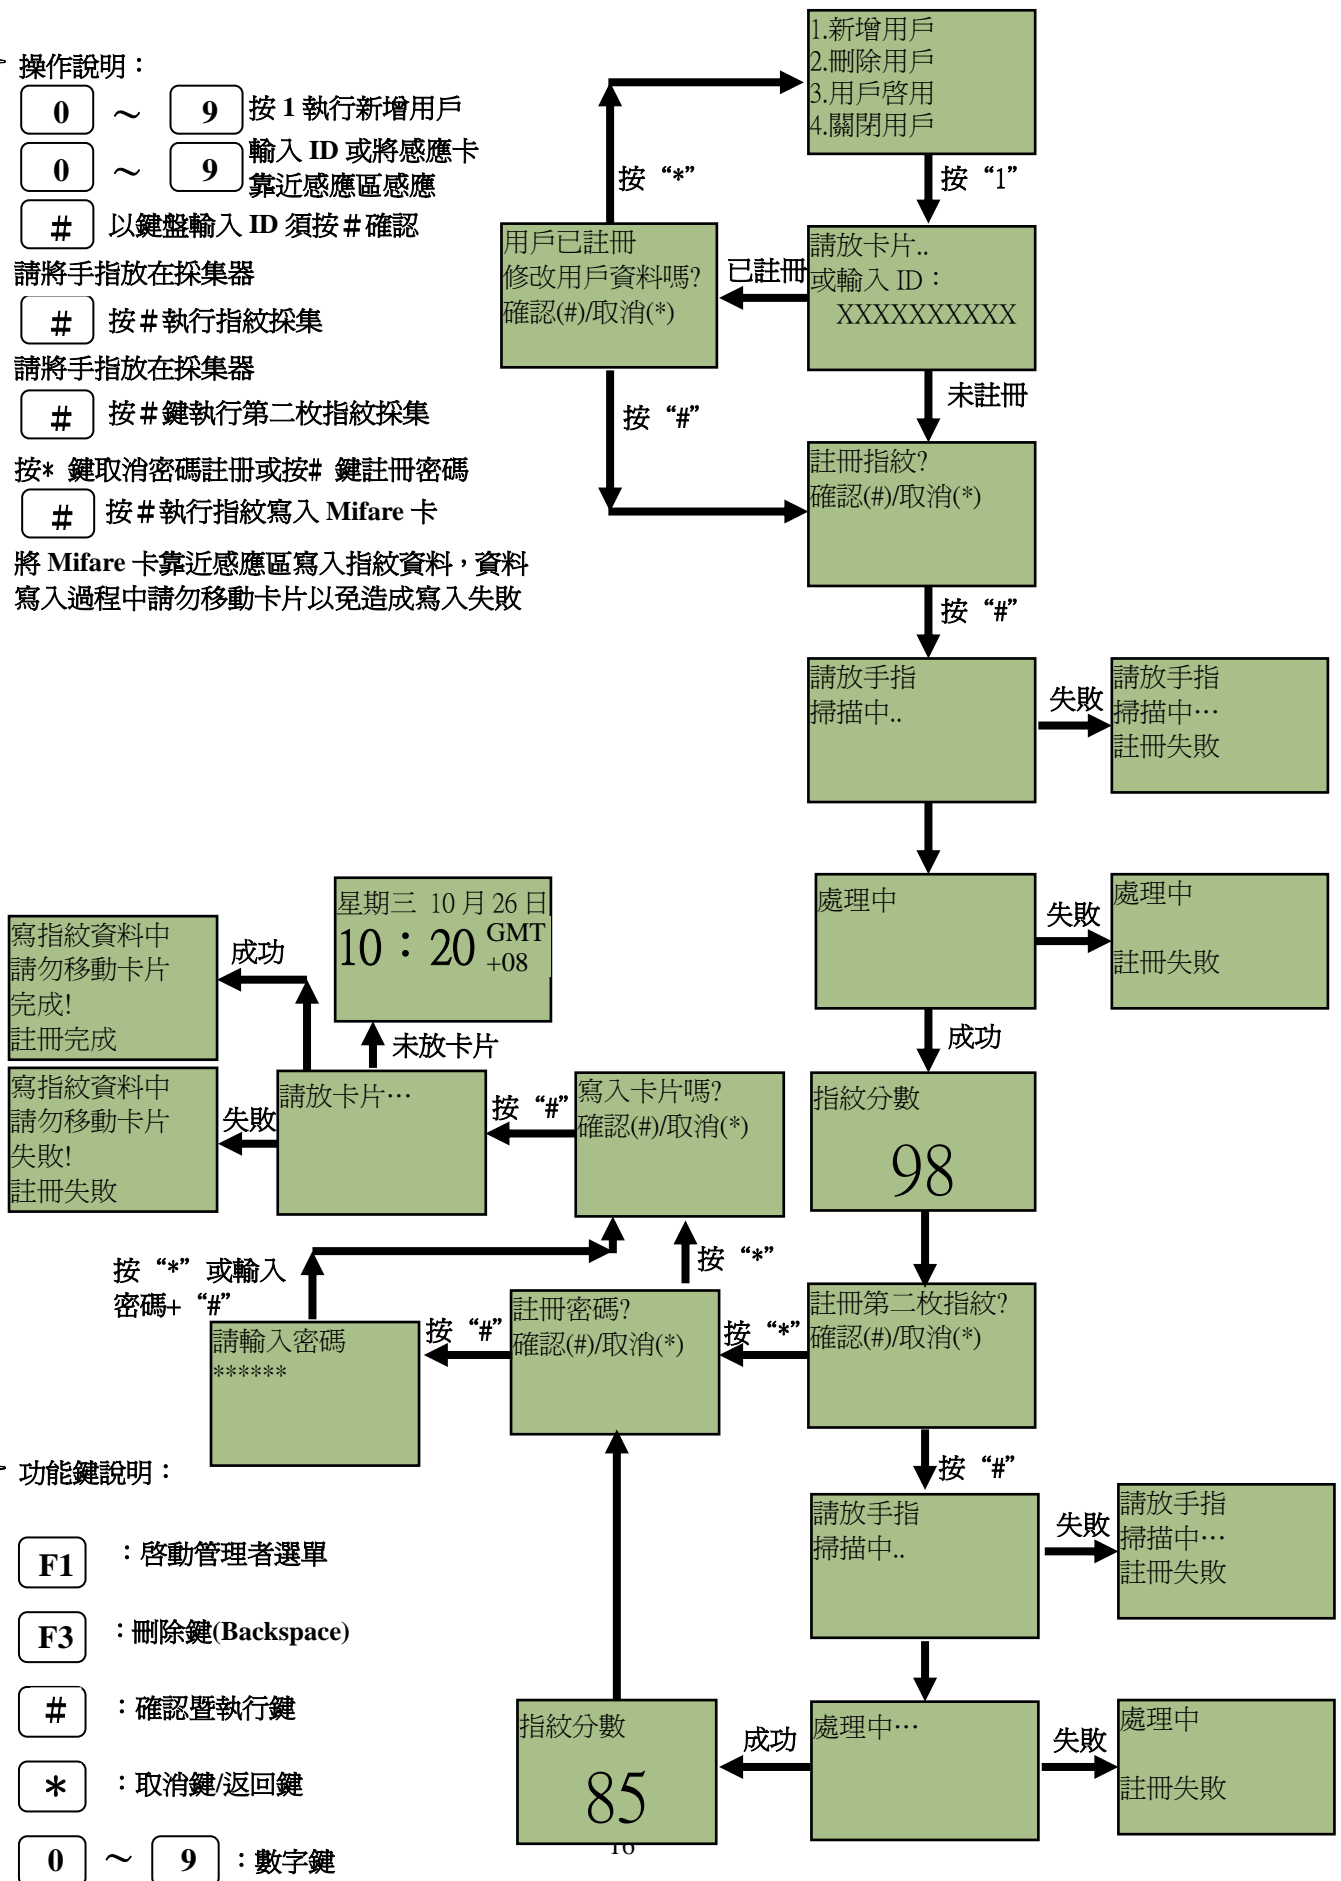 操作說明：
0 ～ 9 按 1 執行新增用戶
0 ～ 9 輸入 ID 或將感應卡
靠近感應區感應
# 以鍵盤輸入 ID 須按＃確認
請將手指放在採集器
# 按＃執行指紋採集
請將手指放在採集器
# 按＃鍵執行第二枚指紋採集
按* 鍵取消密碼註冊或按# 鍵註冊密碼
# 按＃執行指紋寫入 Mifare 卡
將 Mifare 卡靠近感應區寫入指紋資料，資料
寫入過程中請勿移動卡片以免造成寫入失敗
1.新增用戶
2.刪除用戶
3.用戶啓用
4.關閉用戶
按“*”
按“1”
用戶已註冊
修改用戶資料嗎?
確認(#)/取消(*)
已註冊
請放卡片..
或輸入 ID：
XXXXXXXXXX
按“#”
未註冊
註冊指紋?
確認(#)/取消(*)
按“#”
請放手指
掃描中..
失敗
請放手指
掃描中…
註冊失敗
處理中
失敗
處理中
註冊失敗
成功
星期三 10 月 26 日
10：20 GMT
+08
未放卡片
寫指紋資料中
請勿移動卡片
完成!
註冊完成
成功
寫指紋資料中
請勿移動卡片
失敗!
註冊失敗
失敗
請放卡片…
按“#”
寫入卡片嗎?
確認(#)/取消(*)
指紋分數
98
按“*”或輸入
密碼+“#”
按“*”
請輸入密碼
******
按“#”
註冊密碼?
確認(#)/取消(*)
按“*”
註冊第二枚指紋?
確認(#)/取消(*)
按“#”
請放手指
掃描中..
失敗
請放手指
掃描中…
註冊失敗
指紋分數
85
成功
處理中…
失敗
處理中
註冊失敗
功能鍵說明：
F1 ：啓動管理者選單
F3 ：刪除鍵(Backspace)
# ：確認暨執行鍵
* ：取消鍵/返回鍵
0 ～ 9 ：數字鍵
16